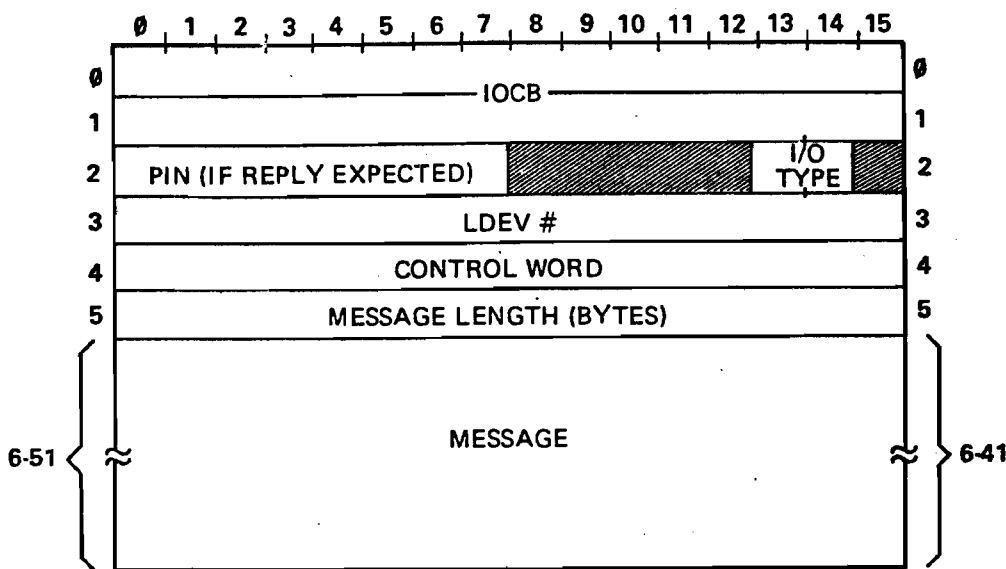 0 1 2 3 4 5 6 7 8 9 10 11 12 13 14 15
0 IOCB 0
1 1
2 PIN (IF REPLY EXPECTED) I/O TYPE 2
3 LDEV # 3
4 CONTROL WORD 4
5 MESSAGE LENGTH (BYTES) 5
6-51 MESSAGE 6-41